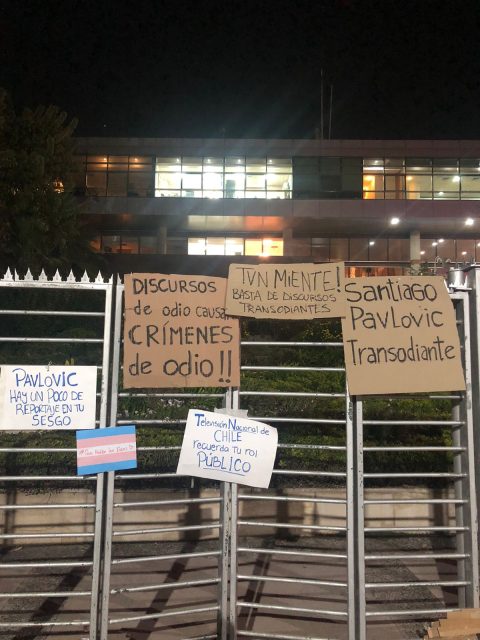 DISCURSOS
de odio causan
CRÍMENES
de odio!!
TVN MIENTE!
BASTA DE DISCURSOS
TRANSODIANTES
Santiago
PavLovic
Transodiante
PAVLOVIC
HAY UN POCO DE
REPORTAJE EN TU
SESGO
Televisión Nacional de
CHILE
recuerda tu rol
PÚBLICO